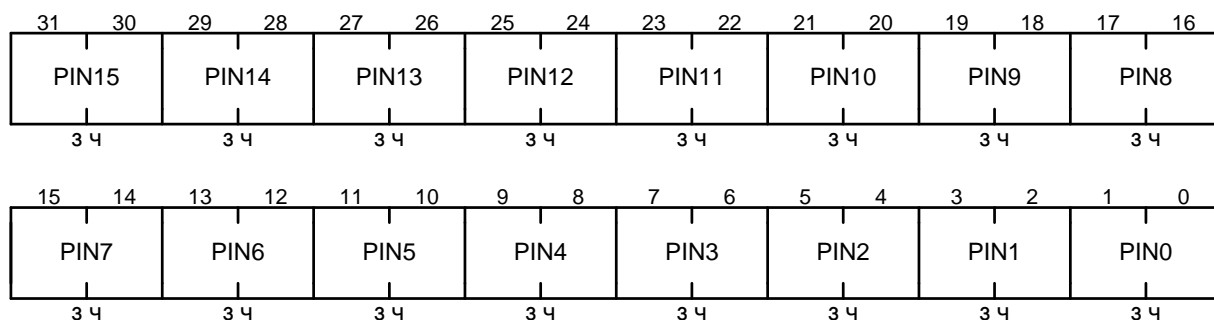 31 30 29 28 27 26 25 24 23 22 21 20 19 18 17 16
PIN15 PIN14 PIN13 PIN12 PIN11 PIN10 PIN9 PIN8
з ч з ч з ч з ч з ч з ч з ч з ч
15 14 13 12 11 10 9 8 7 6 5 4 3 2 1 0
PIN7 PIN6 PIN5 PIN4 PIN3 PIN2 PIN1 PIN0
з ч з ч з ч з ч з ч з ч з ч з ч